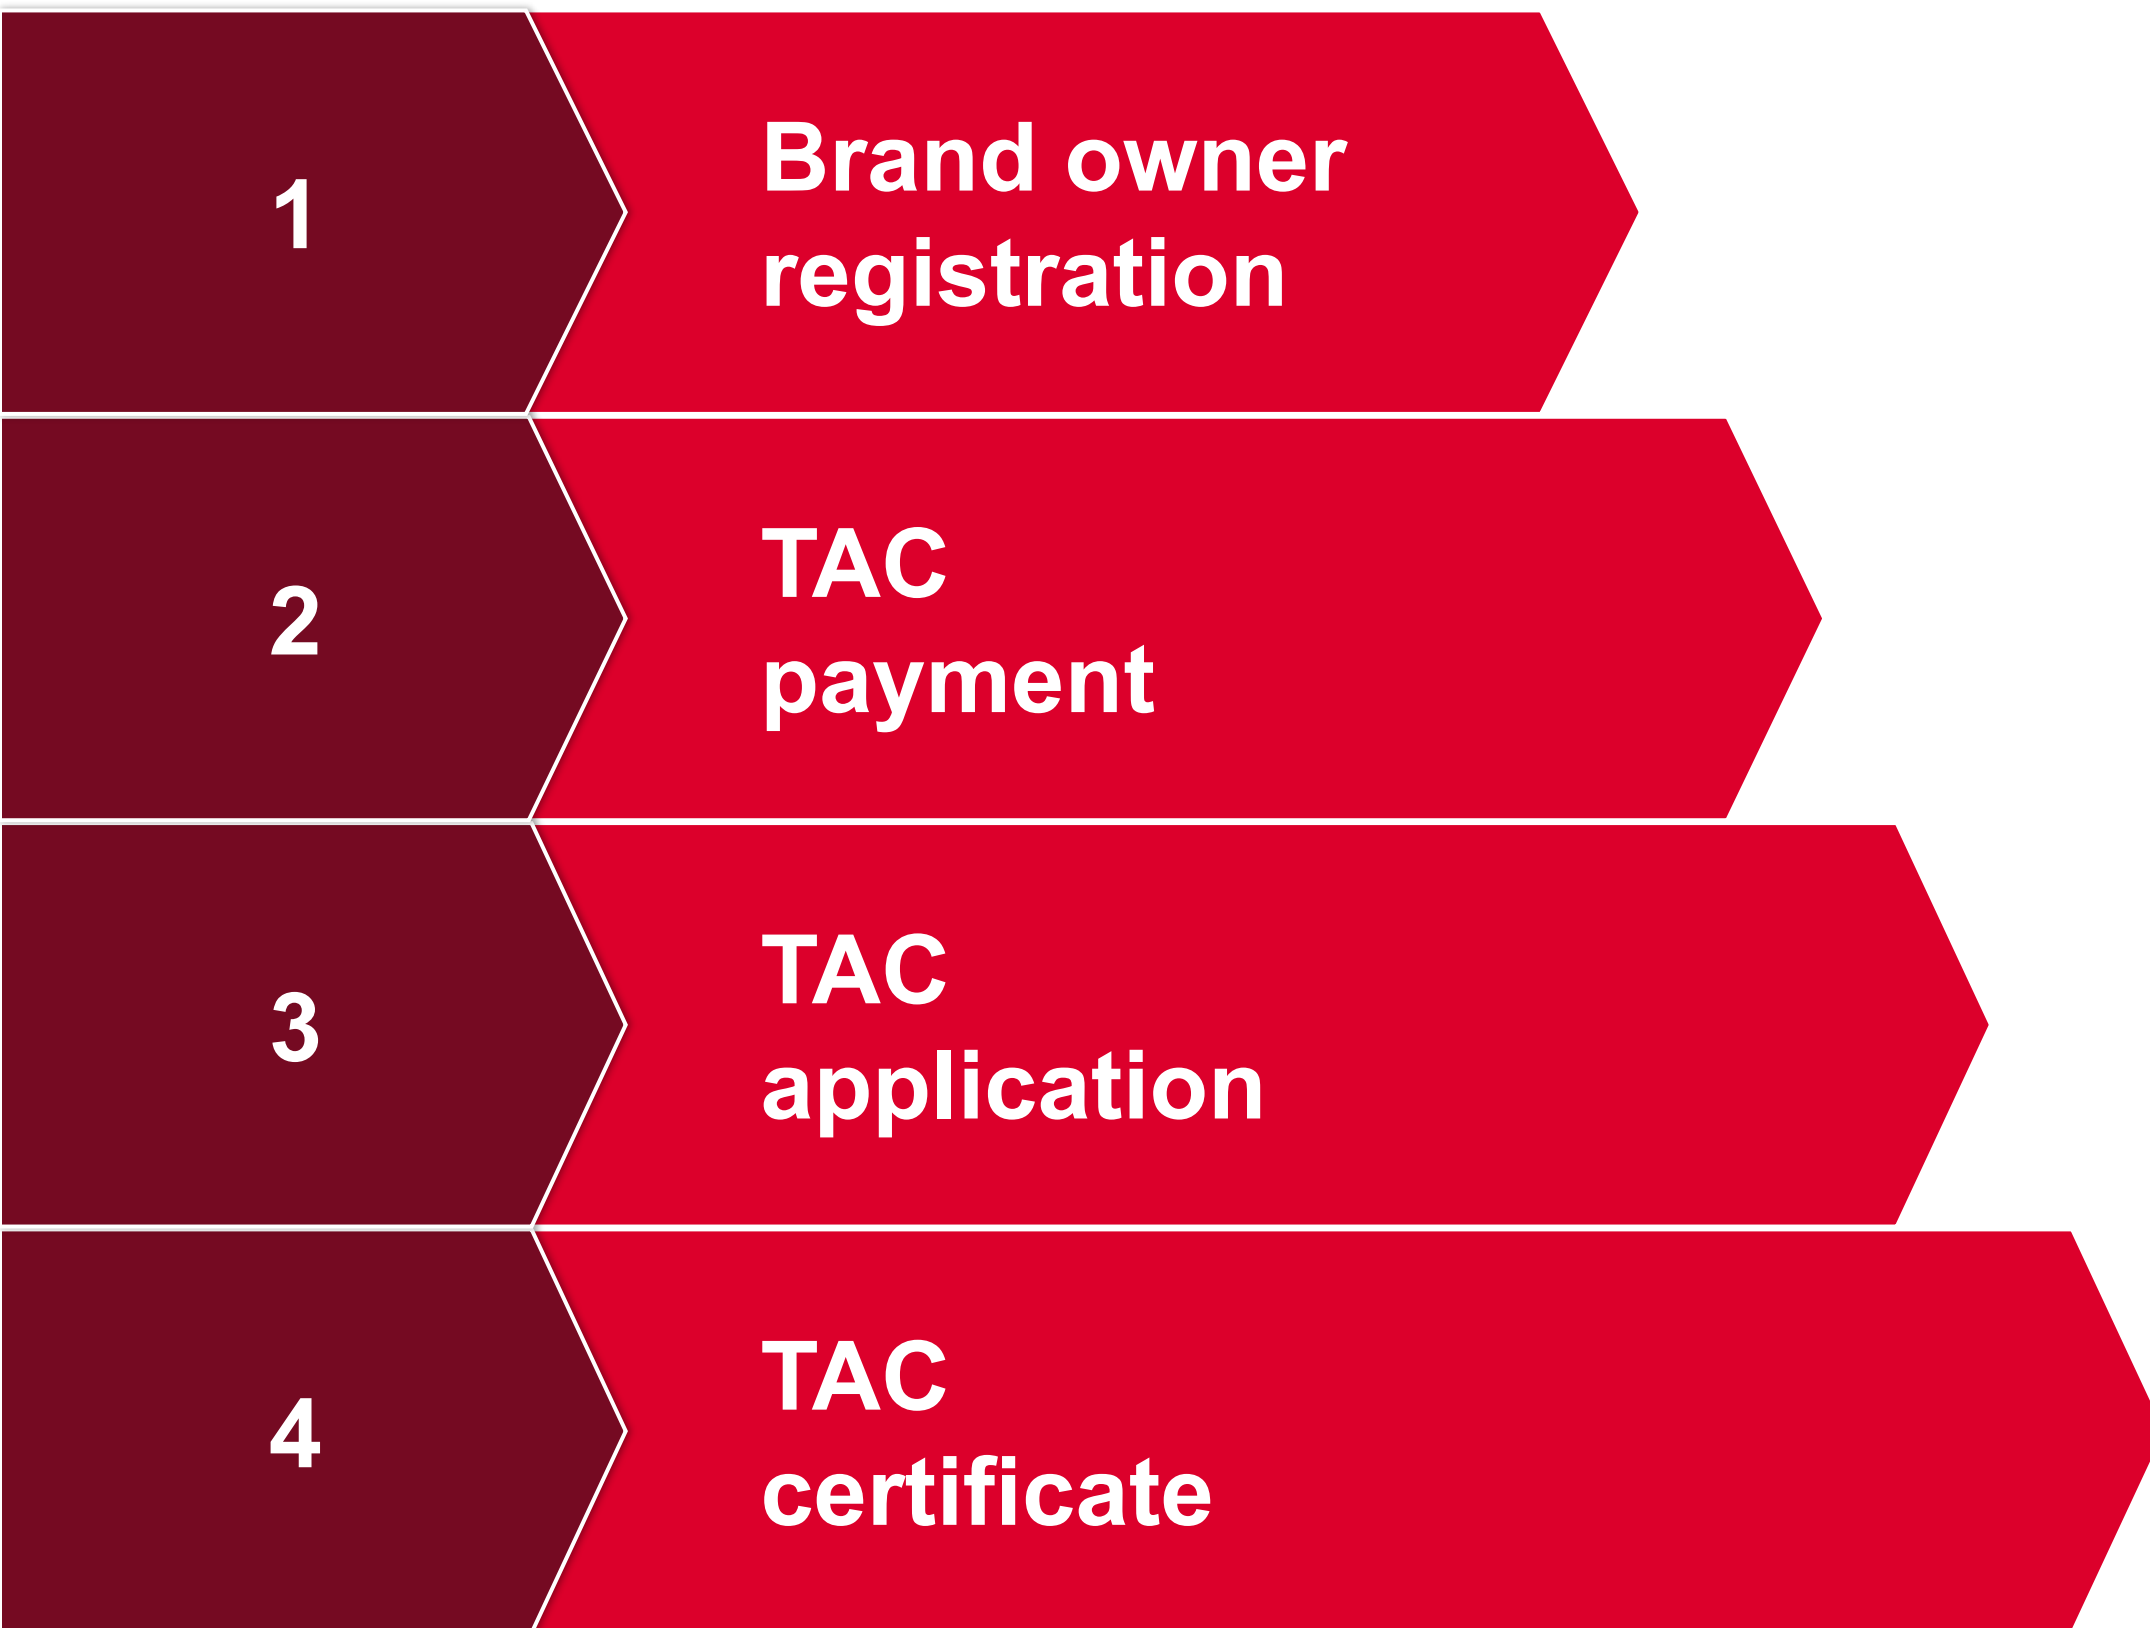 1
Brand owner
registration
2
TAC
payment
3
TAC
application
4
TAC
certificate